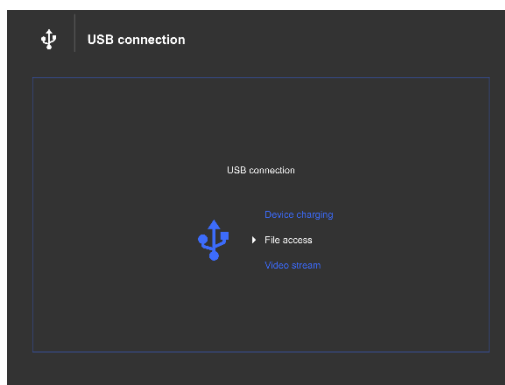 USB connection
USB connection
Device charging
File access
Video stream